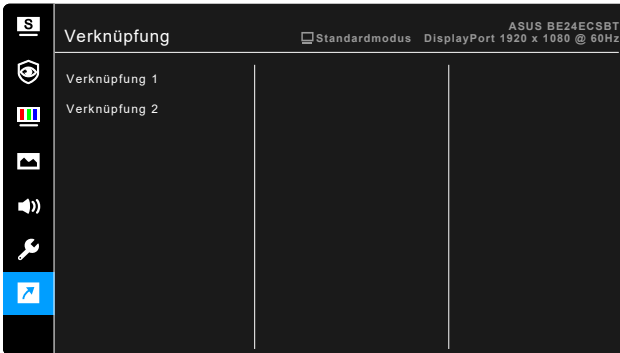 S
Verknüpfung
Standardmodus
ASUS BE24ECSBT
DisplayPort 1920 x 1080 @ 60Hz
Verknüpfung 1
Verknüpfung 2